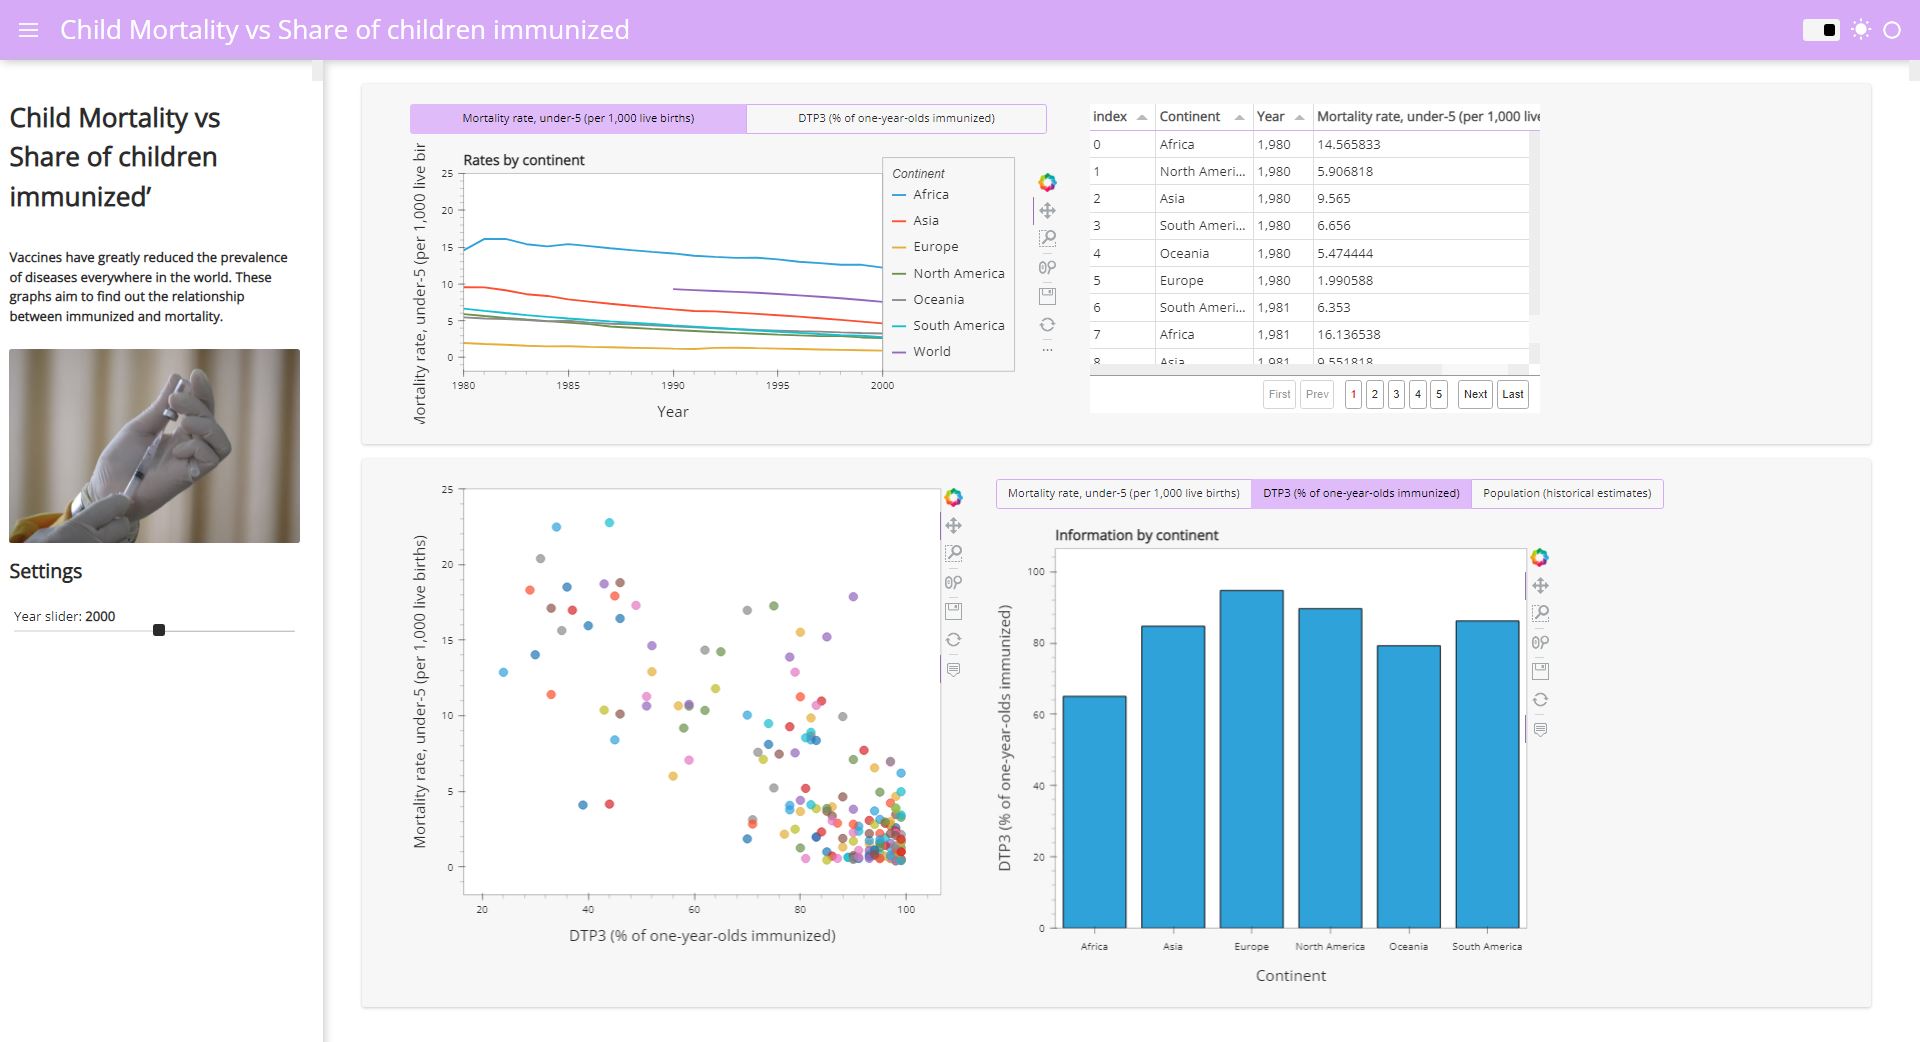 Child Mortality vs Share of children immunized
Child Mortality vs
Share of children
immunized’
Vaccines have greatly reduced the prevalence
of diseases everywhere in the world. These
graphs aim to find out the relationship
between immunized and mortality.
Settings
Year slider: 2000
Mortality rate, under-5 (per 1,000 live births)
DTP3 (% of one-year-olds immunized)
Rates by continent
Mortality rate, under-5 (per 1,000 live bir
25
20
15
10
5
0
1980
1985
1990
1995
2000
Year
Continent
Africa
Asia
Europe
North America
Oceania
South America
World
index Continent Year Mortality rate, under-5 (per 1,000 live
0 Africa 1,980 14.565833
1 North Ameri... 1,980 5.906818
2 Asia 1,980 9.565
3 South Ameri... 1,980 6.656
4 Oceania 1,980 5.474444
5 Europe 1,980 1.990588
6 South Ameri... 1,981 6.353
7 Africa 1,981 16.136538
8 Asia 1,981 9.551818
First Prev 1 2 3 4 5 Next Last
Mortality rate, under-5 (per 1,000 live births)
25
20
15
10
5
0
20
40
60
80
100
DTP3 (% of one-year-olds immunized)
Mortality rate, under-5 (per 1,000 live births)
DTP3 (% of one-year-olds immunized)
Population (historical estimates)
Information by continent
DTP3 (% of one-year-olds immunized)
100
80
60
40
20
0
Africa
Asia
Europe
North America
Oceania
South America
Continent